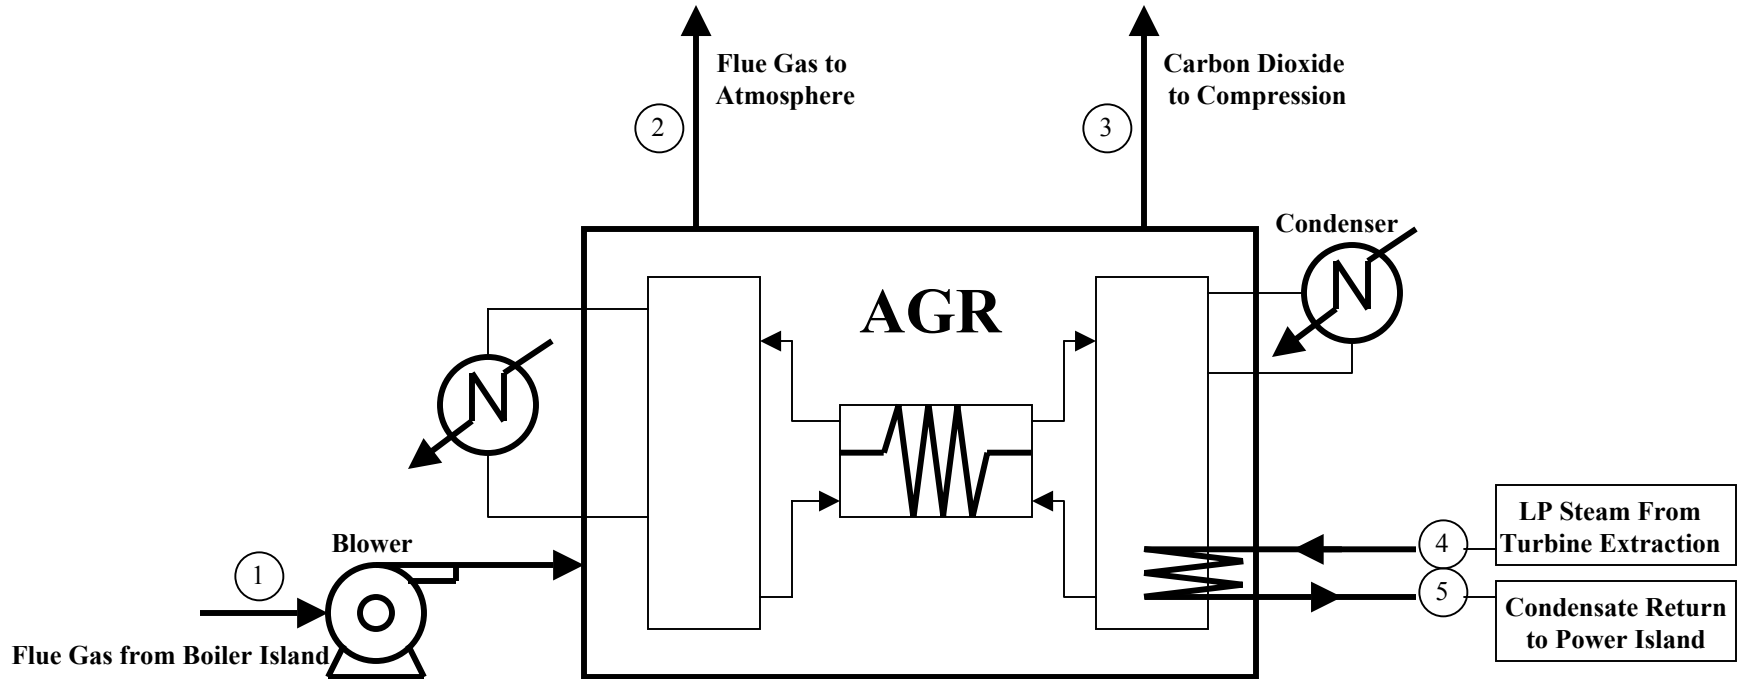 Flue Gas to
Atmosphere
2
Carbon Dioxide
to Compression
3
Condenser
AGR
LP Steam From
Turbine Extraction
4
Blower
1
5
Condensate Return
to Power Island
Flue Gas from Boiler Island